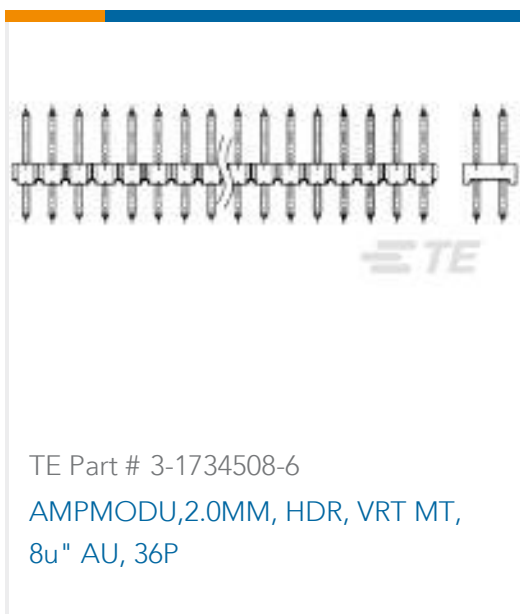 TE
TE Part # 3-1734508-6
AMPMODU,2.0MM, HDR, VRT MT,
8u" AU, 36P